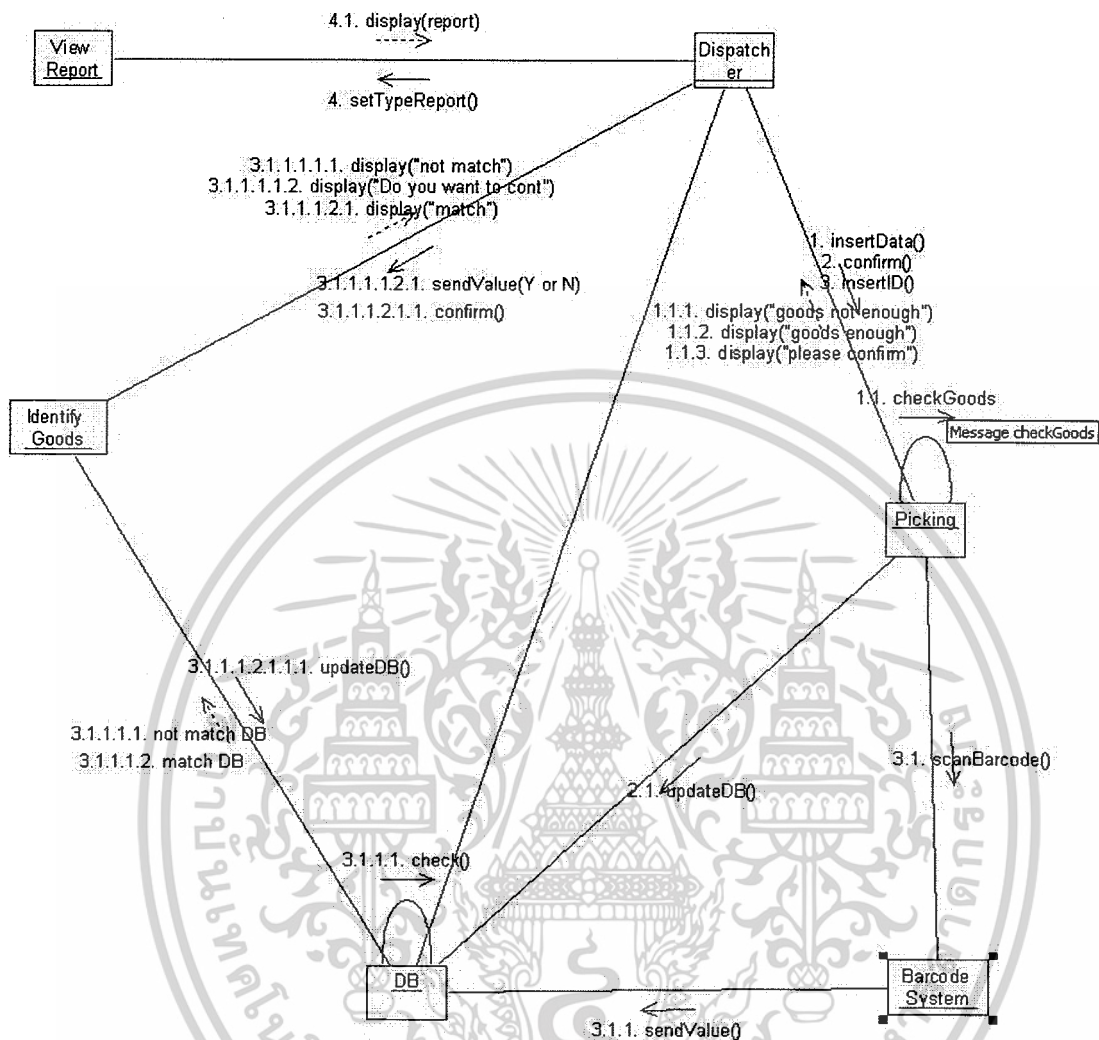 4.1. display(report)
View
Report
Dispatch
er
4. setTypeReport()
3.1.1.1.1.1. display("not match")
3.1.1.1.1.2. display("Do you want to cont")
3.1.1.1.2.1. display("match")
1. insertData()
2. confirm()
3. insertID()
3.1.1.1.1.2.1. sendValue(Y or N)
3.1.1.1.2.1.1. confirm()
1.1.1. display("goods not enough")
1.1.2. display("goods enough")
1.1.3. display("please confirm")
1.1. checkGoods
Message checkGoods
Identify
Goods
Picking
3.1.1.1.2.1.1.1. updateDB()
3.1.1.1.1. not match DB
3.1.1.1.2. match DB
3.1. scanBarcode()
2.1. updateDB()
3.1.1.1. check()
DB
Barcode
System
3.1.1. sendValue()